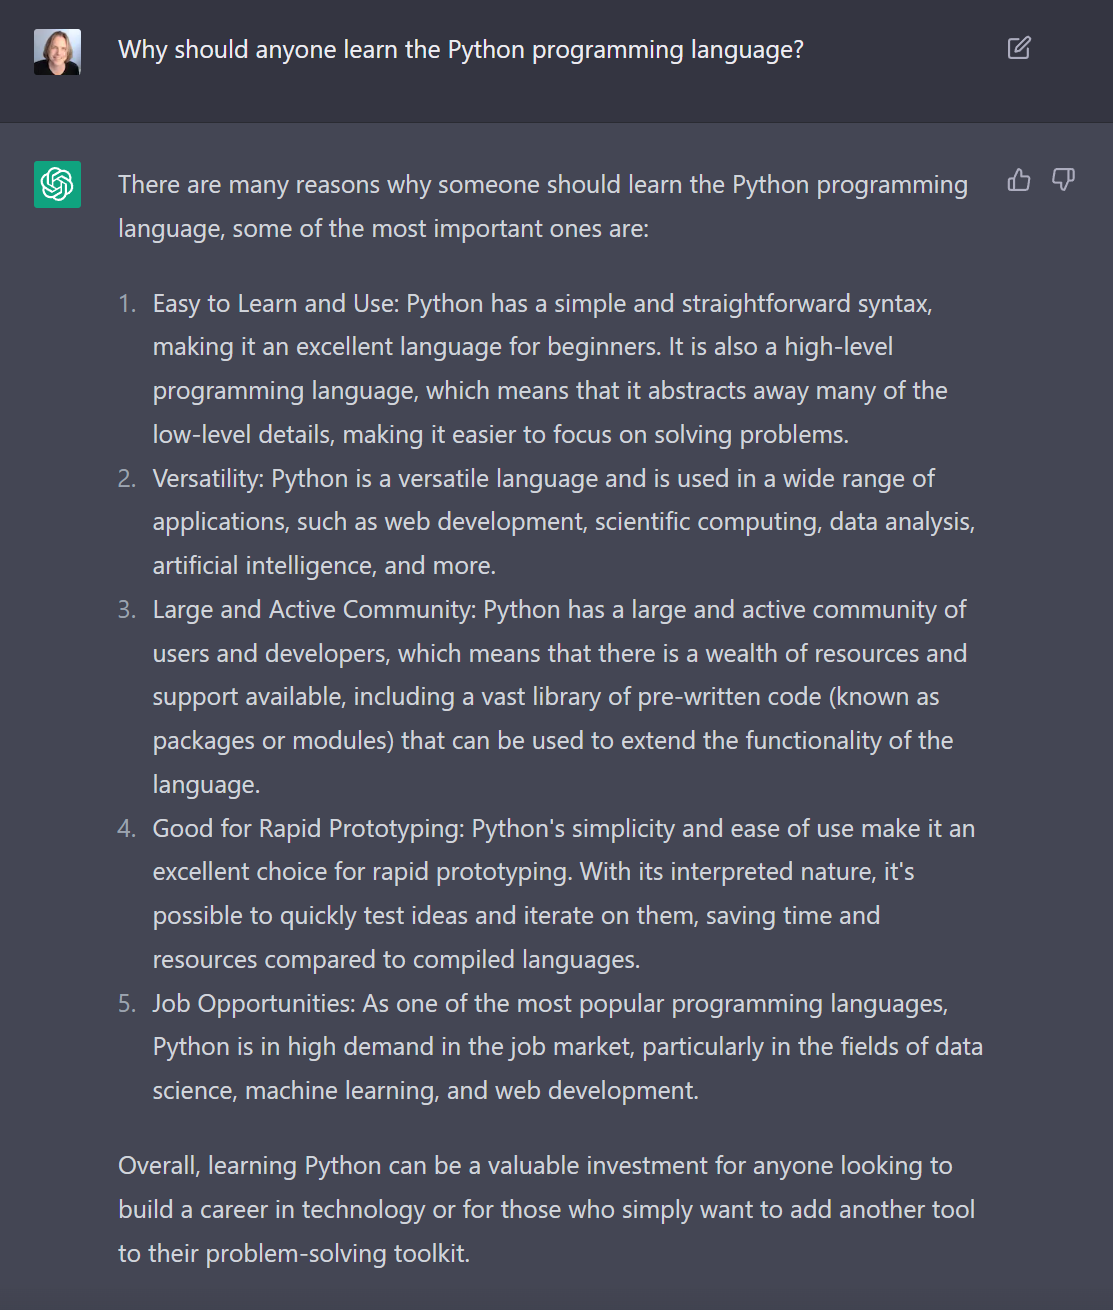 Why should anyone learn the Python programming language?
There are many reasons why someone should learn the Python programming
language, some of the most important ones are:
1. Easy to Learn and Use: Python has a simple and straightforward syntax,
making it an excellent language for beginners. It is also a high-level
programming language, which means that it abstracts away many of the
low-level details, making it easier to focus on solving problems.
2. Versatility: Python is a versatile language and is used in a wide range of
applications, such as web development, scientific computing, data analysis,
artificial intelligence, and more.
3. Large and Active Community: Python has a large and active community of
users and developers, which means that there is a wealth of resources and
support available, including a vast library of pre-written code (known as
packages or modules) that can be used to extend the functionality of the
language.
4. Good for Rapid Prototyping: Python's simplicity and ease of use make it an
excellent choice for rapid prototyping. With its interpreted nature, it's
possible to quickly test ideas and iterate on them, saving time and
resources compared to compiled languages.
5. Job Opportunities: As one of the most popular programming languages,
Python is in high demand in the job market, particularly in the fields of data
science, machine learning, and web development.
Overall, learning Python can be a valuable investment for anyone looking to
build a career in technology or for those who simply want to add another tool
to their problem-solving toolkit.